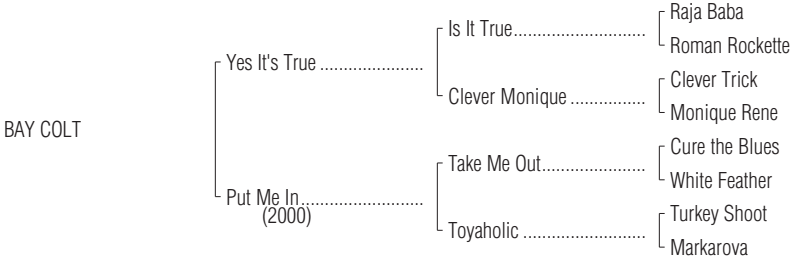 Raja Baba
Is It True
Roman Rockette
Yes It's True
Clever Trick
Clever Monique
Monique Rene
BAY COLT
Cure the Blues
Take Me Out
White Feather
Put Me In
(2000)
Turkey Shoot
Toyaholic
Markarova